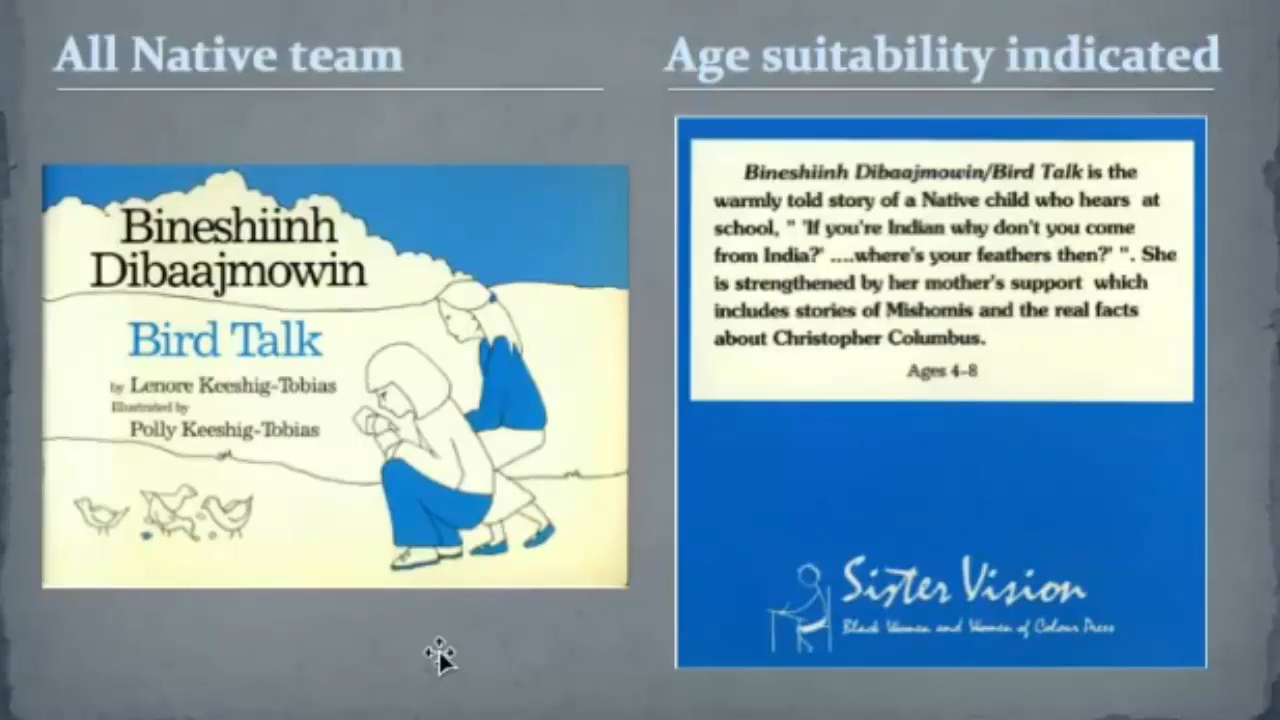 All Native team
Age suitability indicated
Bineshiinh
Dibaajmowin
Bird Talk
by Lenore Keeshig-Tobias
Illustrated by
Polly Keeshig-Tobias
Bineshiinh Dibaajmowin/Bird Talk is the
warmly told story of a Native child who hears at
school, " 'If you're Indian why don't you come
from India?' ....where's your feathers then?' ". She
is strengthened by her mother's support which
includes stories of Mishomis and the real facts
about Christopher Columbus.
Ages 4-8
Sister Vision
Black Women and Women of Colour Press